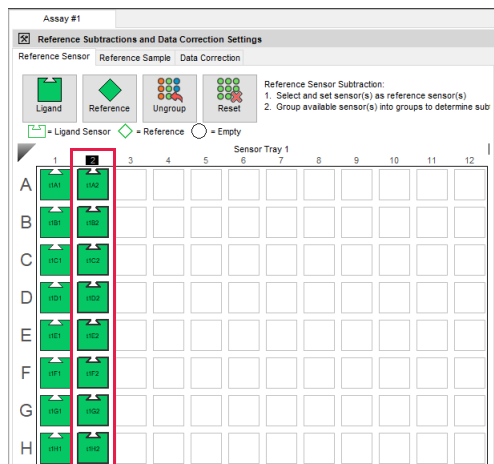 Assay #1
Reference Subtractions and Data Correction Settings
Reference Sensor Reference Sample Data Correction
Ligand Reference Ungroup Reset
Reference Sensor Subtraction:
1. Select and set sensor(s) as reference sensor(s)
2. Group available sensor(s) into groups to determine sub
= Ligand Sensor = Reference = Empty
Sensor Tray 1
1 2 3 4 5 6 7 8 9 10 11 12
A t1A1 t1A2
B t1B1 t1B2
C t1C1 t1C2
D t1D1 t1D2
E t1E1 t1E2
F t1F1 t1F2
G t1G1 t1G2
H t1H1 t1H2